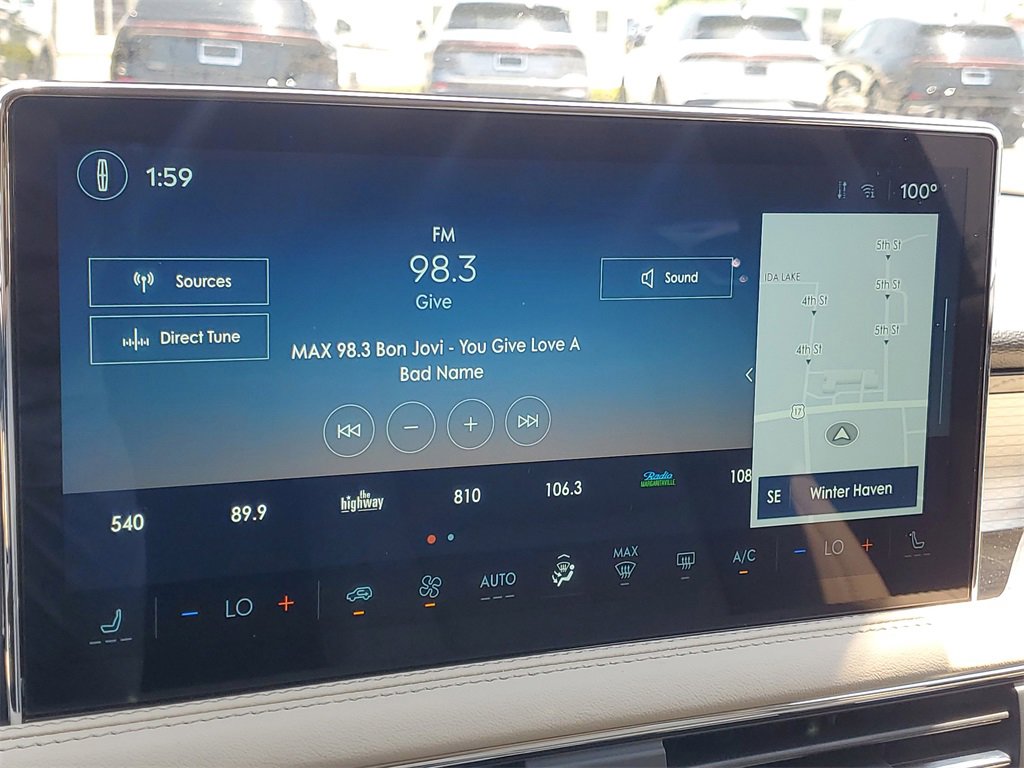 1:59
100°
FM
98.3
Give
Sources
Direct Tune
Sound
MAX 98.3 Bon Jovi - You Give Love A
Bad Name
5th St
IDA LAKE
5th St
4th St
5th St
4th St
17
SE
Winter Haven
540
89.9
the
highway
810
106.3
Radio
MARGARITAVILLE
108
LO
AUTO
MAX
A/C
LO